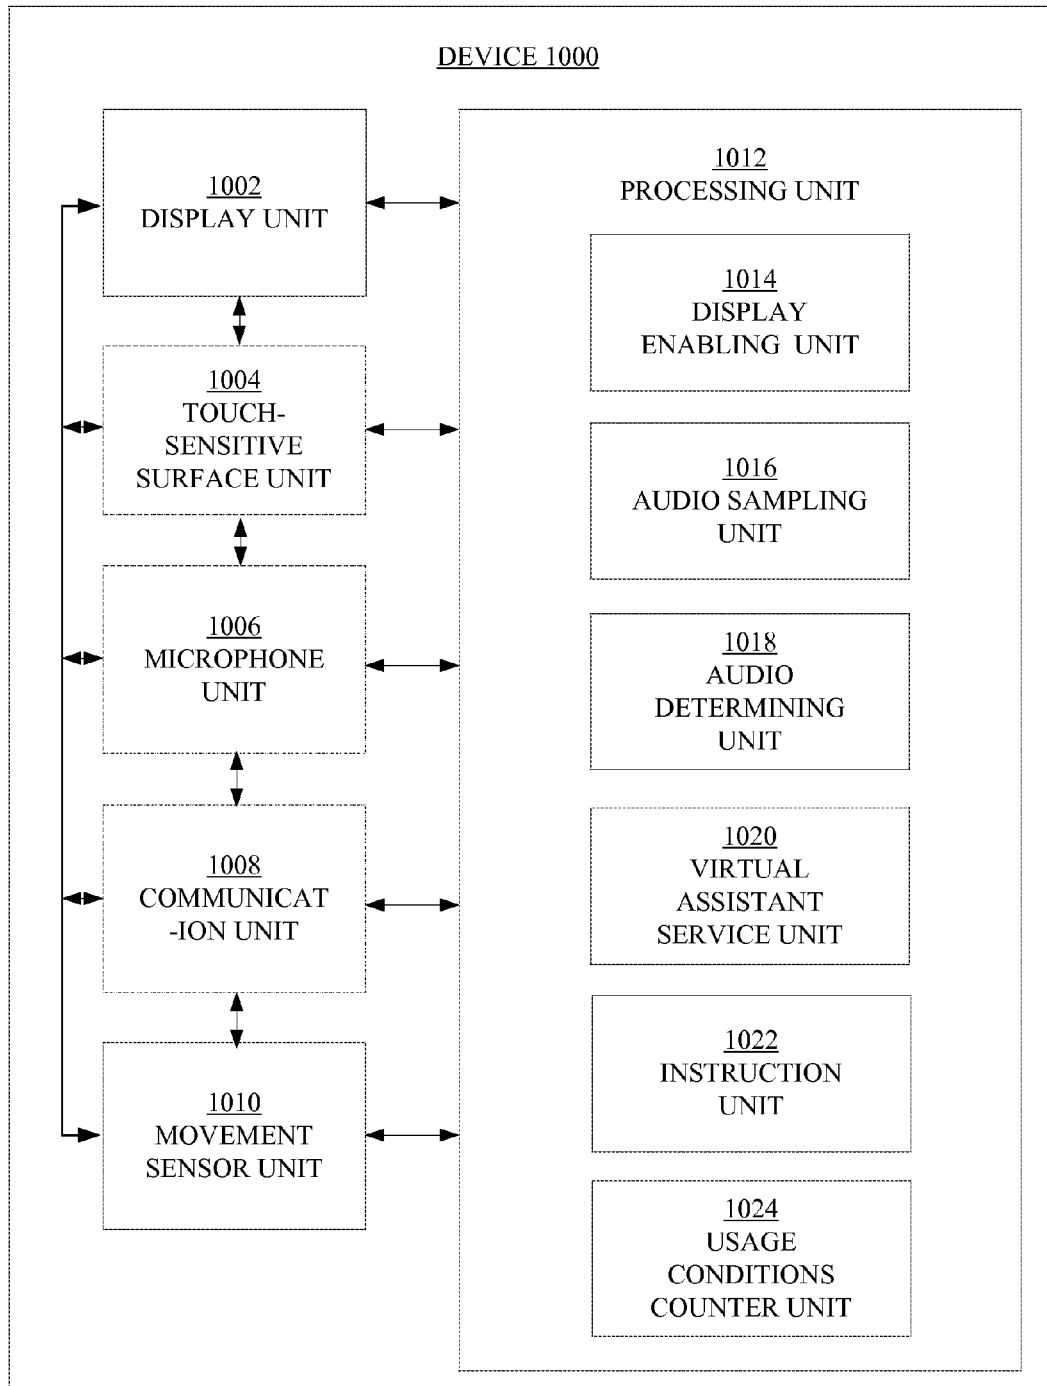 DEVICE 1000
1002
DISPLAY UNIT
1004
TOUCH-
SENSITIVE
SURFACE UNIT
1006
MICROPHONE
UNIT
1008
COMMUNICAT
-ION UNIT
1010
MOVEMENT
SENSOR UNIT
1012
PROCESSING UNIT
1014
DISPLAY
ENABLING UNIT
1016
AUDIO SAMPLING
UNIT
1018
AUDIO
DETERMINING
UNIT
1020
VIRTUAL
ASSISTANT
SERVICE UNIT
1022
INSTRUCTION
UNIT
1024
USAGE
CONDITIONS
COUNTER UNIT